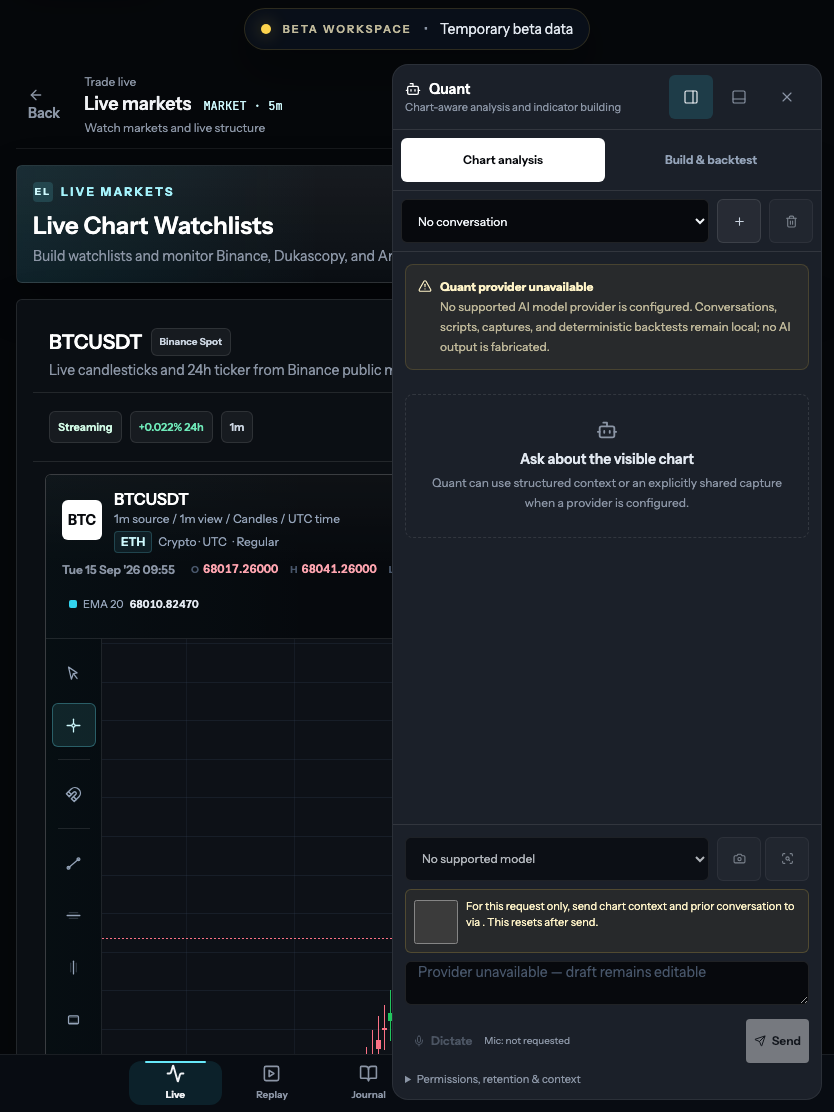 BETA WORKSPACE · Temporary beta data
Back
Trade live
Live markets MARKET · 5m
Watch markets and live structure
EL LIVE MARKETS
Live Chart Watchlists
Build watchlists and monitor Binance, Dukascopy, and
BTCUSDT Binance Spot
Live candlesticks and 24h ticker from Binance public
Streaming +0.022% 24h 1m
BTC
BTCUSDT
1m source / 1m view / Candles / UTC time
ETH Crypto · UTC · Regular
Tue 15 Sep '26 09:55 O 68017.26000 H 68041.26000
EMA 20 68010.82470
Live
Replay
Journal
Quant
Chart-aware analysis and indicator building
Chart analysis
Build & backtest
No conversation
Quant provider unavailable
No supported AI model provider is configured. Conversations,
scripts, captures, and deterministic backtests remain local; no AI
output is fabricated.
Ask about the visible chart
Quant can use structured context or an explicitly shared capture
when a provider is configured.
No supported model
For this request only, send chart context and prior conversation to
via . This resets after send.
Provider unavailable — draft remains editable
Dictate Mic: not requested
Send
Permissions, retention & context